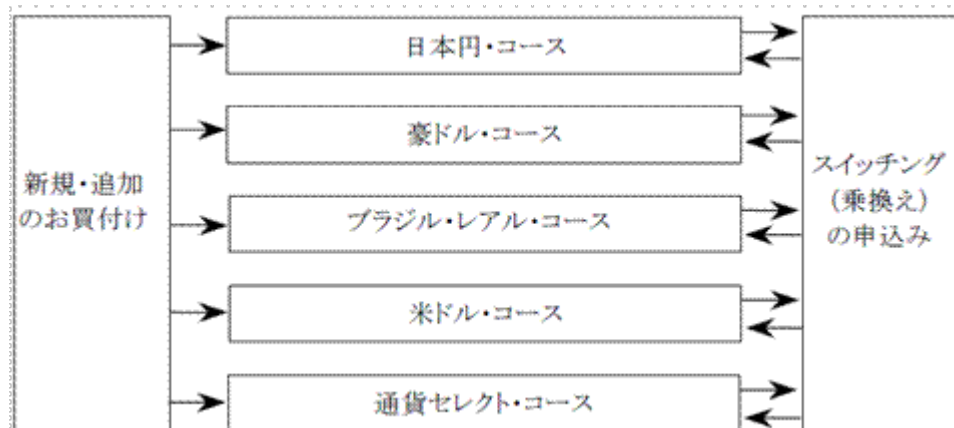 新規・追加
のお買付け
日本円・コース
豪ドル・コース
ブラジル・レアル・コース
米ドル・コース
通貨セレクト・コース
スイッチング
(乗換え)
の申込み